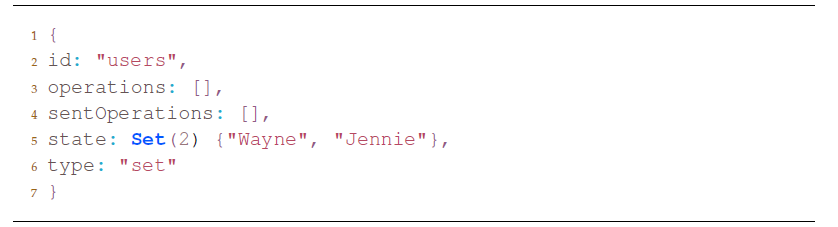 1 {
2 id: "users",
3 operations: [],
4 sentOperations: [],
5 state: Set(2) {"Wayne", "Jennie"},
6 type: "set"
7 }